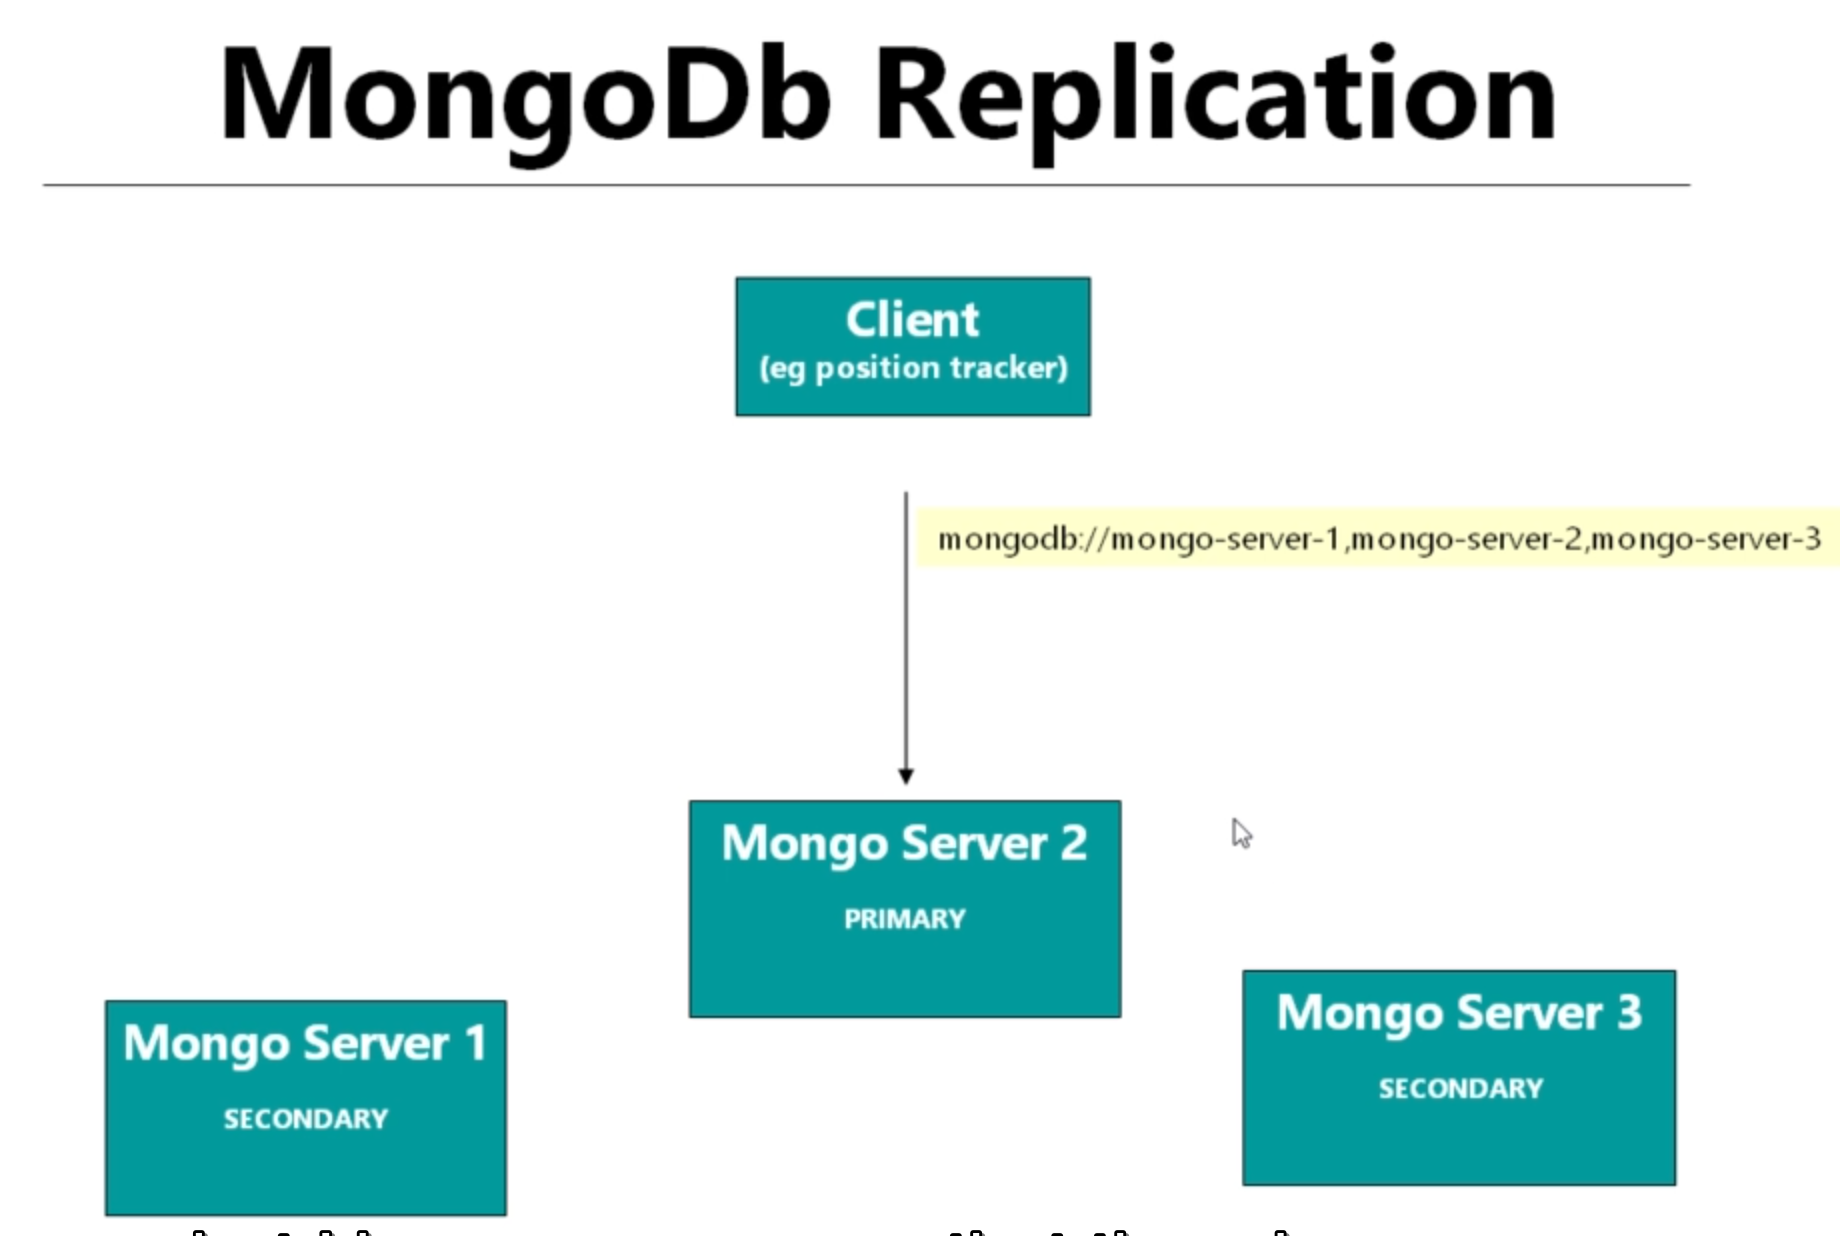 MongoDb Replication
Client
(eg position tracker)
mongodb://mongo-server-1,mongo-server-2,mongo-server-3
Mongo Server 2
PRIMARY
Mongo Server 3
SECONDARY
Mongo Server 1
SECONDARY